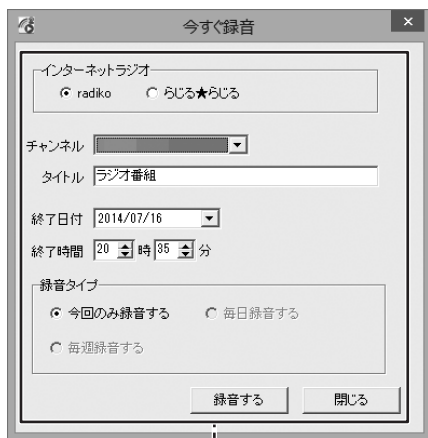 今すぐ録音
インターネットラジオ
radiko らじる★らじる
チャンネル
タイトル ラジオ番組
終了日付 2014/07/16
終了時間 20 時 35 分
録音タイプ
今回のみ録音する 毎日録音する
毎週録音する
録音する 閉じる